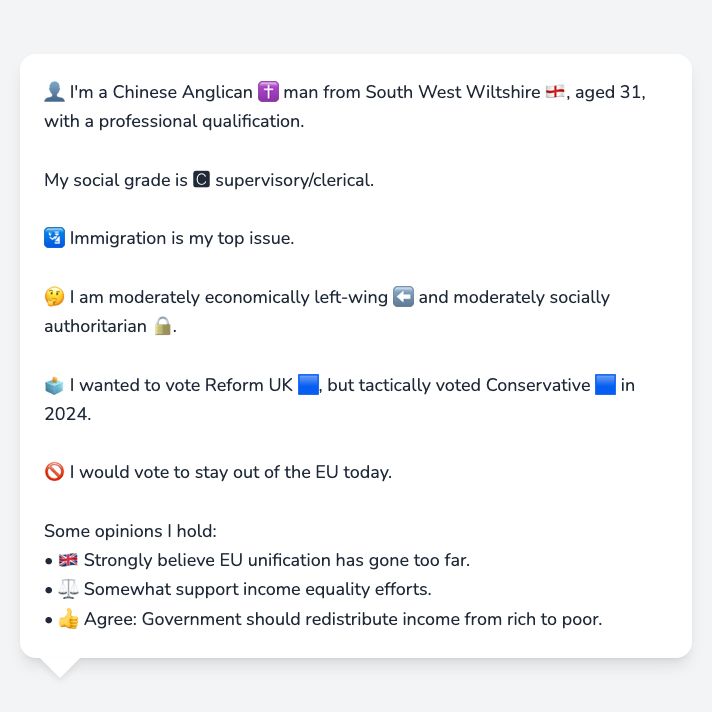 👤 I'm a Chinese Anglican ✝️ man from South West Wiltshire 🏴󠁧󠁢󠁥󠁮󠁧󠁿, aged 31,
with a professional qualification.
My social grade is 🅲 supervisory/clerical.
🛂 Immigration is my top issue.
🤔 I am moderately economically left-wing ⬅️ and moderately socially
authoritarian 🔒.
🗳️ I wanted to vote Reform UK 🟦, but tactically voted Conservative 🟦 in
2024.
🚫 I would vote to stay out of the EU today.
Some opinions I hold:
• 🇬🇧 Strongly believe EU unification has gone too far.
• ⚖️ Somewhat support income equality efforts.
• 👍 Agree: Government should redistribute income from rich to poor.